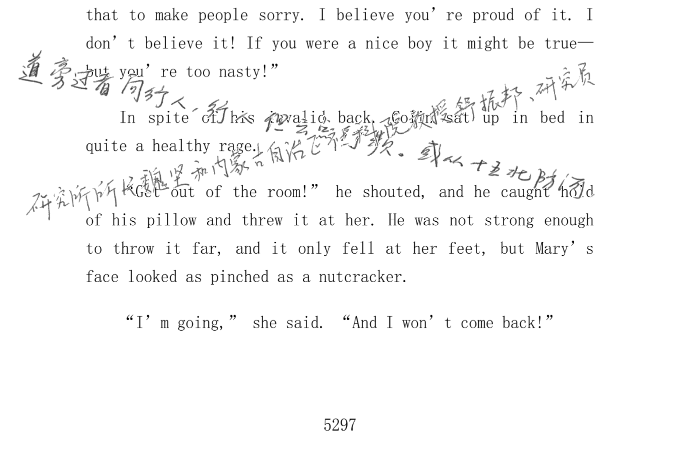 that to make people sorry. I believe you're proud of it. I
don't believe it! If you were a nice boy it might be true—
but you're too nasty!"
道旁过者问行人,行
In spite of his invalid back, Colin sat up in bed in
quite a healthy rage.
院教授舒振邦、研究员
研究所所长魏坚和内蒙古自治区
。或从十五北防河
"Get out of the room!" he shouted, and he caught hold
of his pillow and threw it at her. He was not strong enough
to throw it far, and it only fell at her feet, but Mary's
face looked as pinched as a nutcracker.
"I'm going," she said. "And I won't come back!"
5297